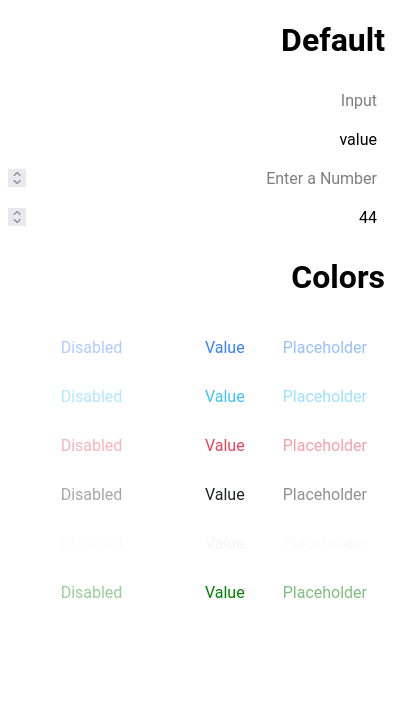 Default
Input
value
Enter a Number
44
Colors
Disabled Value Placeholder
Disabled Value Placeholder
Disabled Value Placeholder
Disabled Value Placeholder
Disabled Value Placeholder
Disabled Value Placeholder